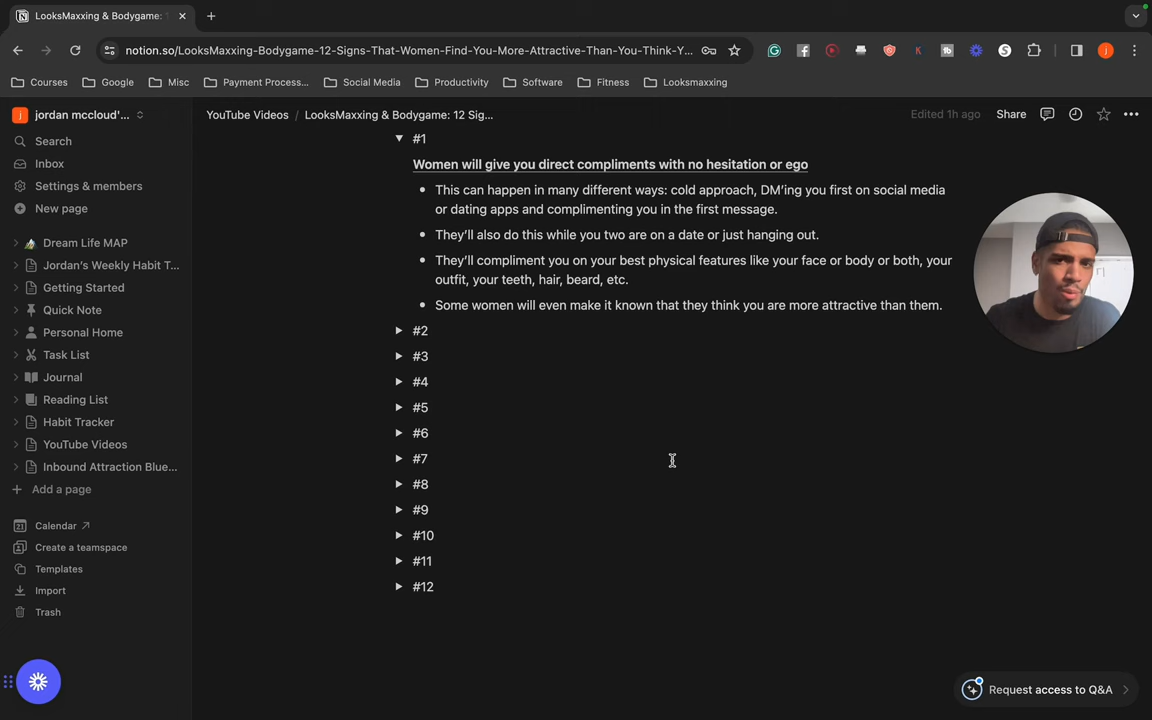 LooksMaxxing & Bodygame:
notion.so/LooksMaxxing-Bodygame-12-Signs-That-Women-Find-You-More-Attractive-Than-You-Think-Y...
Courses Google Misc Payment Process... Social Media Productivity Software Fitness Looksmaxxing
jordan mccloud'...
Search
Inbox
Settings & members
New page
Dream Life MAP
Jordan's Weekly Habit T...
Getting Started
Quick Note
Personal Home
Task List
Journal
Reading List
Habit Tracker
YouTube Videos
Inbound Attraction Blue...
Add a page
Calendar
Create a teamspace
Templates
Import
Trash
YouTube Videos / LooksMaxxing & Bodygame: 12 Sig...
Edited 1h ago Share
#1
Women will give you direct compliments with no hesitation or ego
This can happen in many different ways: cold approach, DM'ing you first on social media
or dating apps and complimenting you in the first message.
They'll also do this while you two are on a date or just hanging out.
They'll compliment you on your best physical features like your face or body or both, your
outfit, your teeth, hair, beard, etc.
Some women will even make it known that they think you are more attractive than them.
#2
#3
#4
#5
#6
#7
#8
#9
#10
#11
#12
Request access to Q&A